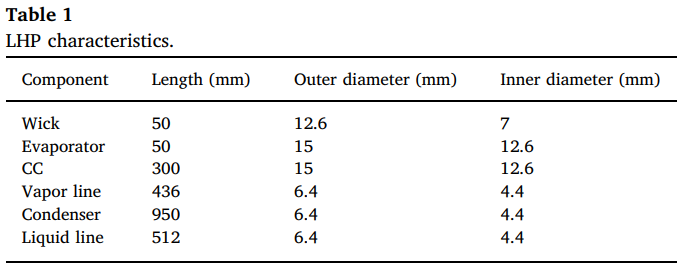 Table 1
LHP characteristics.
Component Length (mm) Outer diameter (mm) Inner diameter (mm)
Wick 50 12.6 7
Evaporator 50 15 12.6
CC 300 15 12.6
Vapor line 436 6.4 4.4
Condenser 950 6.4 4.4
Liquid line 512 6.4 4.4